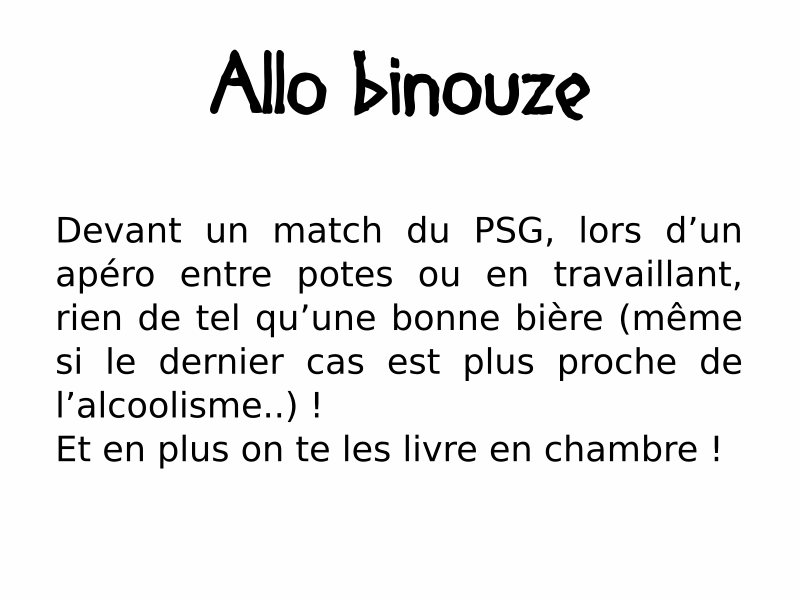 Allo binouze
Devant un match du PSG, lors d’un
apéro entre potes ou en travaillant,
rien de tel qu’une bonne bière (même
si le dernier cas est plus proche de
l’alcoolisme..) !
Et en plus on te les livre en chambre !